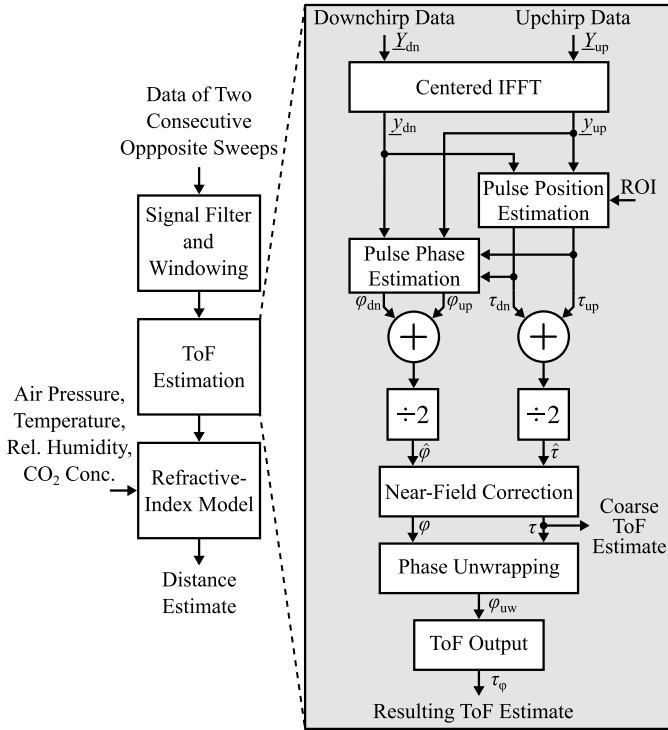 Data of Two
Consecutive
Oppposite Sweeps
Signal Filter
and
Windowing
ToF
Estimation
Air Pressure,
Temperature,
Rel. Humidity,
CO₂ Conc.
Refractive-
Index Model
Distance
Estimate
Downchirp Data
Upchirp Data
Y_dn
Y_up
Centered IFFT
y_dn
y_up
Pulse Position
Estimation
ROI
Pulse Phase
Estimation
φ_dn
φ_up
τ_dn
τ_up
+
+
÷2
÷2
φ̂
τ̂
Near-Field Correction
φ
τ
Coarse
ToF
Estimate
Phase Unwrapping
φ_uw
ToF Output
τ_φ
Resulting ToF Estimate